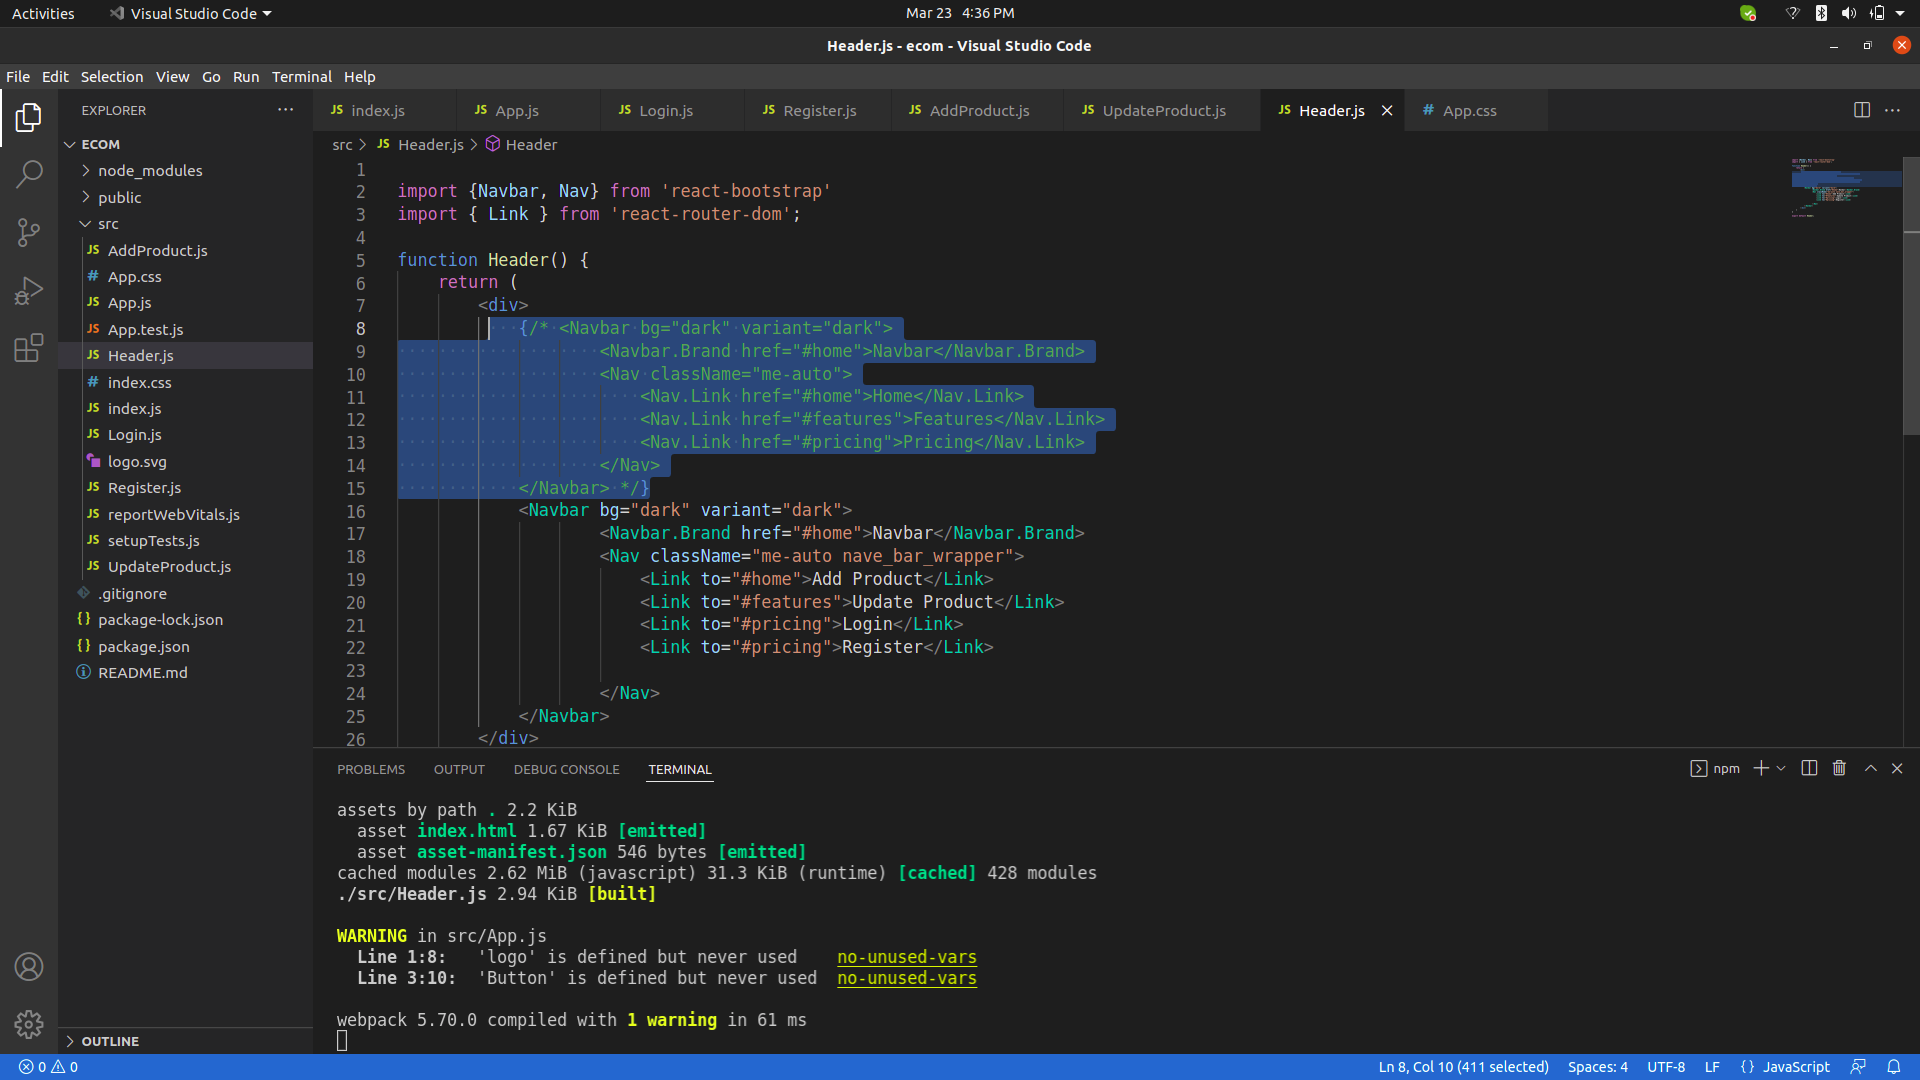 Activities
Visual Studio Code
Mar 23 4:36 PM
Header.js - ecom - Visual Studio Code
File Edit Selection View Go Run Terminal Help
EXPLORER
ECOM
node_modules
public
src
JS AddProduct.js
# App.css
JS App.js
JS App.test.js
JS Header.js
# index.css
JS index.js
JS Login.js
logo.svg
JS Register.js
JS reportWebVitals.js
JS setupTests.js
JS UpdateProduct.js
.gitignore
{} package-lock.json
{} package.json
README.md
OUTLINE
JS index.js JS App.js JS Login.js JS Register.js JS AddProduct.js JS UpdateProduct.js JS Header.js # App.css
src > JS Header.js > Header
1
2 import {Navbar, Nav} from 'react-bootstrap'
3 import { Link } from 'react-router-dom';
4
5 function Header() {
6 return (
7 <div>
8 {/* <Navbar bg="dark" variant="dark">
9 <Navbar.Brand href="#home">Navbar</Navbar.Brand>
10 <Nav className="me-auto">
11 <Nav.Link href="#home">Home</Nav.Link>
12 <Nav.Link href="#features">Features</Nav.Link>
13 <Nav.Link href="#pricing">Pricing</Nav.Link>
14 </Nav>
15 </Navbar> */}
16 <Navbar bg="dark" variant="dark">
17 <Navbar.Brand href="#home">Navbar</Navbar.Brand>
18 <Nav className="me-auto nave_bar_wrapper">
19 <Link to="#home">Add Product</Link>
20 <Link to="#features">Update Product</Link>
21 <Link to="#pricing">Login</Link>
22 <Link to="#pricing">Register</Link>
23
24 </Nav>
25 </Navbar>
26 </div>
PROBLEMS OUTPUT DEBUG CONSOLE TERMINAL
npm
assets by path . 2.2 KiB
asset index.html 1.67 KiB [emitted]
asset asset-manifest.json 546 bytes [emitted]
cached modules 2.62 MiB (javascript) 31.3 KiB (runtime) [cached] 428 modules
./src/Header.js 2.94 KiB [built]
WARNING in src/App.js
Line 1:8: 'logo' is defined but never used no-unused-vars
Line 3:10: 'Button' is defined but never used no-unused-vars
webpack 5.70.0 compiled with 1 warning in 61 ms
0 0
Ln 8, Col 10 (411 selected) Spaces: 4 UTF-8 LF {} JavaScript